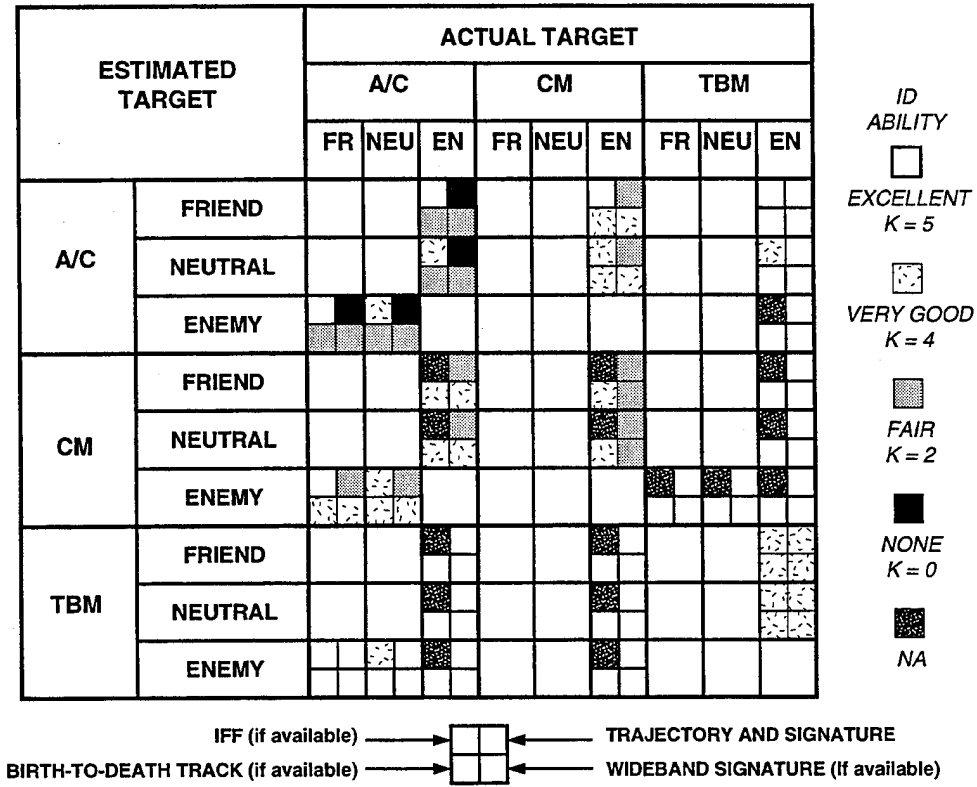 ESTIMATED
TARGET
ACTUAL TARGET
A/C
CM
TBM
FR
NEU
EN
FR
NEU
EN
FR
NEU
EN
A/C
FRIEND
NEUTRAL
ENEMY
CM
FRIEND
NEUTRAL
ENEMY
TBM
FRIEND
NEUTRAL
ENEMY
ID
ABILITY
EXCELLENT
K = 5
VERY GOOD
K = 4
FAIR
K = 2
NONE
K = 0
NA
IFF (if available)
TRAJECTORY AND SIGNATURE
BIRTH-TO-DEATH TRACK (if available)
WIDEBAND SIGNATURE (If available)